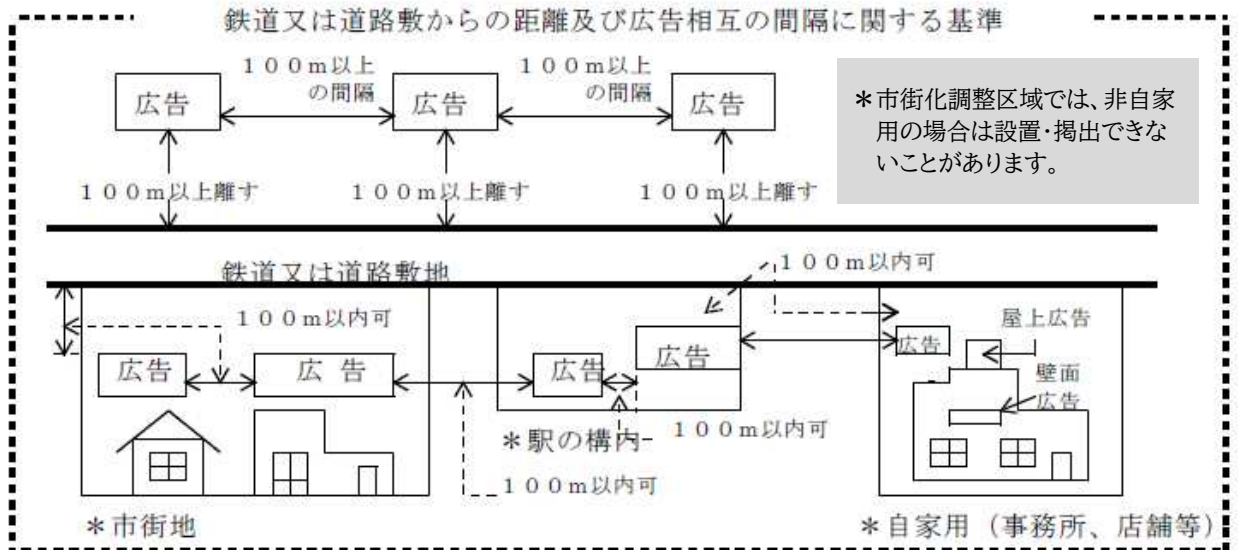 鉄道又は道路敷からの距離及び広告相互の間隔に関する基準
100m以上
の間隔
100m以上
の間隔
広告
広告
広告
*市街化調整区域では、非自家
用の場合は設置・掲出できな
いことがあります。
100m以上離す
100m以上離す
100m以上離す
鉄道又は道路敷地
100m以内可
100m以内可
屋上広告
広告
広告
広告
広告
広告
壁面
広告
*駅の構内
100m以内可
100m以内可
*市街地
*自家用(事務所、店舗等)